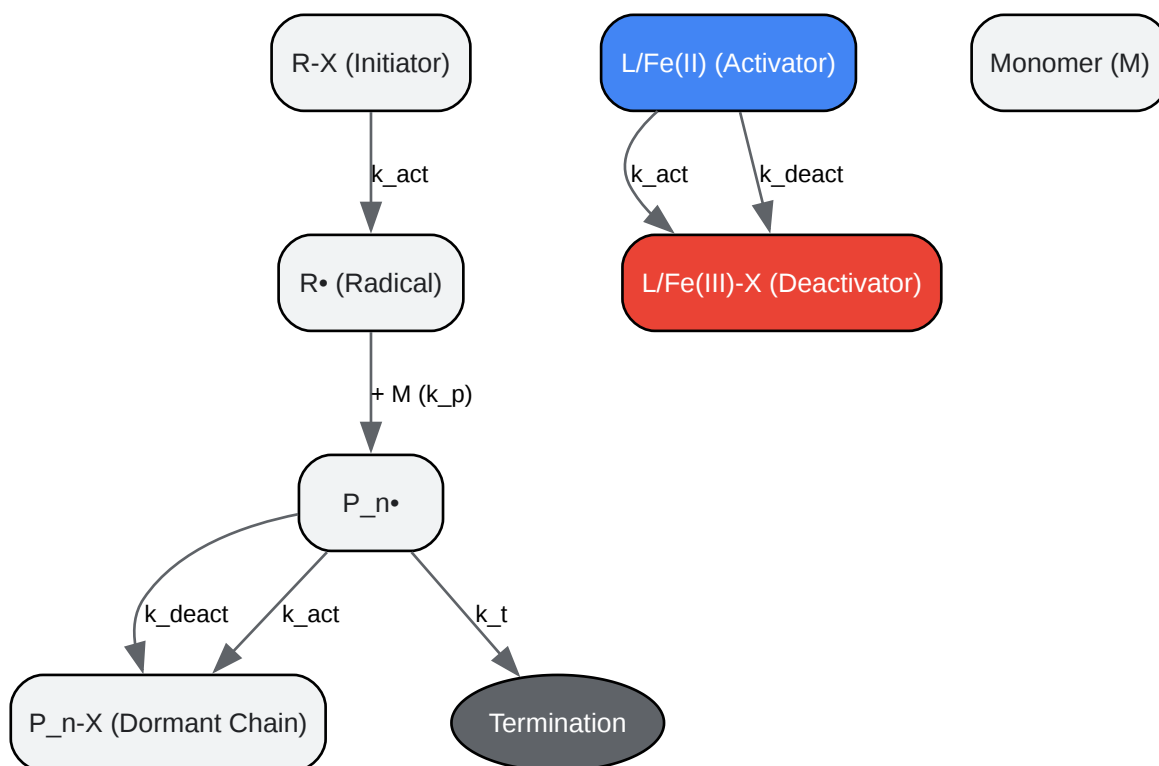 R-X (Initiator)
L/Fe(II) (Activator)
Monomer (M)
k_act
k_act
k_deact
R• (Radical)
L/Fe(III)-X (Deactivator)
+ M (k_p)
P_n•
k_deact
k_act
k_t
P_n-X (Dormant Chain)
Termination